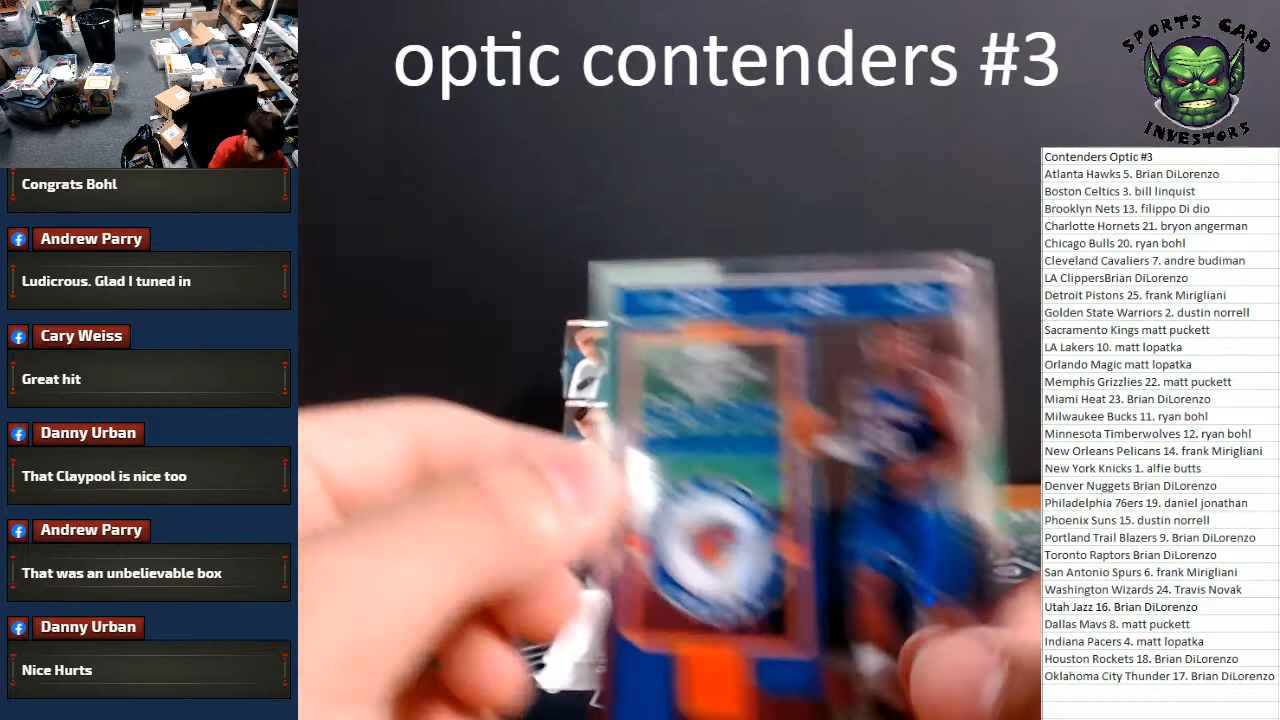 optic contenders #3
SPORTS CARD
INVESTORS
Congrats Bohl
Andrew Parry
Ludicrous. Glad I tuned in
Cary Weiss
Great hit
Danny Urban
That Claypool is nice too
Andrew Parry
That was an unbelievable box
Danny Urban
Nice Hurts
Contenders Optic #3
Atlanta Hawks 5. Brian DiLorenzo
Boston Celtics 3. bill linquist
Brooklyn Nets 13. filippo Di dio
Charlotte Hornets 21. bryon angerman
Chicago Bulls 20. ryan bohl
Cleveland Cavaliers 7. andre budiman
LA ClippersBrian DiLorenzo
Detroit Pistons 25. frank Mirigliani
Golden State Warriors 2. dustin norrell
Sacramento Kings matt puckett
LA Lakers 10. matt lopatka
Orlando Magic matt lopatka
Memphis Grizzlies 22. matt puckett
Miami Heat 23. Brian DiLorenzo
Milwaukee Bucks 11. ryan bohl
Minnesota Timberwolves 12. ryan bohl
New Orleans Pelicans 14. frank Mirigliani
New York Knicks 1. alfie butts
Denver Nuggets Brian DiLorenzo
Philadelphia 76ers 19. daniel jonathan
Phoenix Suns 15. dustin norrell
Portland Trail Blazers 9. Brian DiLorenzo
Toronto Raptors Brian DiLorenzo
San Antonio Spurs 6. frank Mirigliani
Washington Wizards 24. Travis Novak
Utah Jazz 16. Brian DiLorenzo
Dallas Mavs 8. matt puckett
Indiana Pacers 4. matt lopatka
Houston Rockets 18. Brian DiLorenzo
Oklahoma City Thunder 17. Brian DiLorenzo